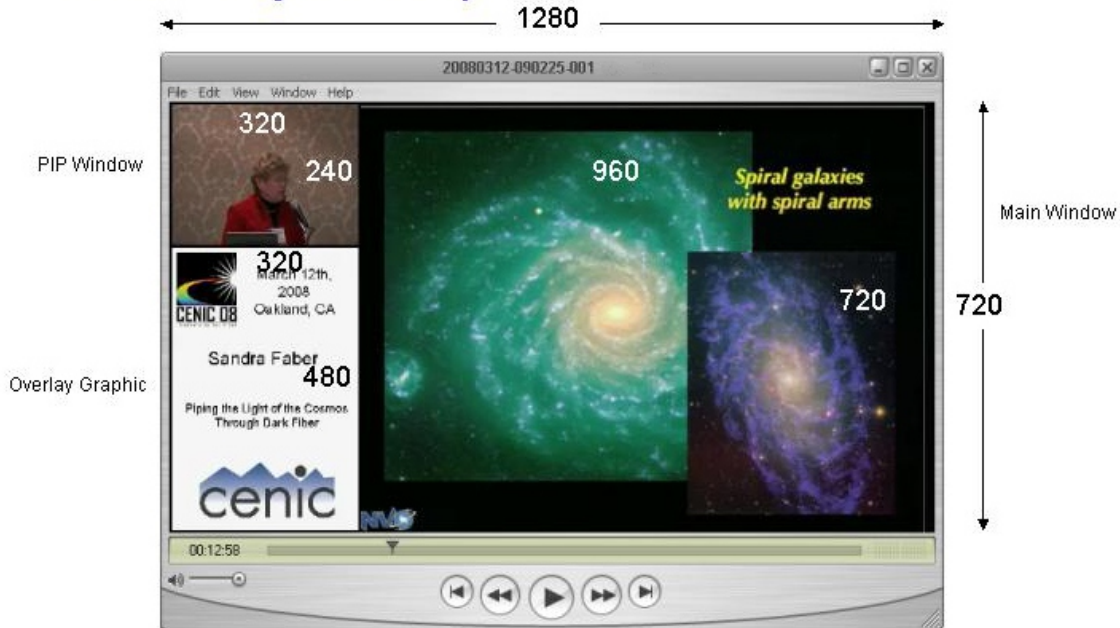 1280
20080312-090225-001
File Edit View Window Help
PIP Window
320
240
960
Spiral galaxies
with spiral arms
Main Window
320
March 12th,
2008
Oakland, CA
CENIC 08
720
720
Sandra Faber
480
Overlay Graphic
Piping the Light of the Cosmos
Through Dark Fiber
cenic
NVO
00:12:58